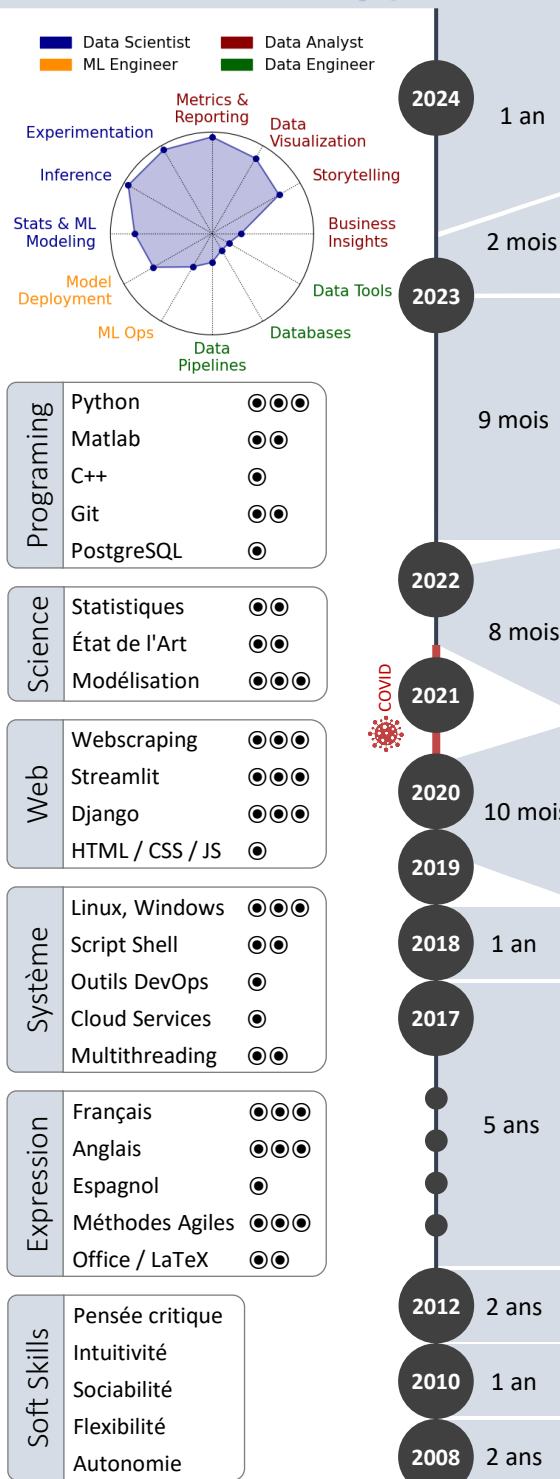 Data Scientist
Data Analyst
ML Engineer
Data Engineer
Metrics &
Reporting
Data
Visualization
Storytelling
Business
Insights
Data Tools
Databases
Data
Pipelines
ML Ops
Model
Deployment
Stats & ML
Modeling
Inference
Experimentation
Programing
Python
Matlab
C++
Git
PostgreSQL
Science
Statistiques
État de l'Art
Modélisation
Web
Webscraping
Streamlit
Django
HTML / CSS / JS
Système
Linux, Windows
Script Shell
Outils DevOps
Cloud Services
Multithreading
Expression
Français
Anglais
Espagnol
Méthodes Agiles
Office / LaTeX
Soft Skills
Pensée critique
Intuitivité
Sociabilité
Flexibilité
Autonomie
2024
1 an
2 mois
2023
9 mois
2022
8 mois
COVID
2021
2020
10 mois
2019
2018
1 an
2017
5 ans
2012
2 ans
2010
1 an
2008
2 ans